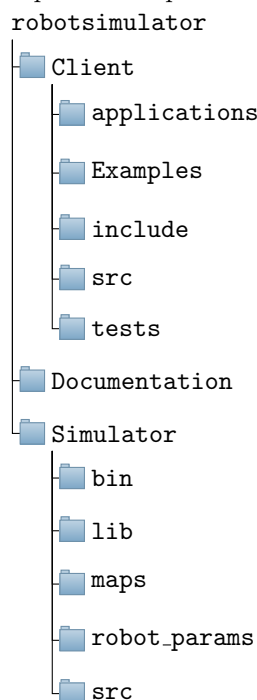 robotsimulator
Client
applications
Examples
include
src
tests
Documentation
Simulator
bin
lib
maps
robot_params
src